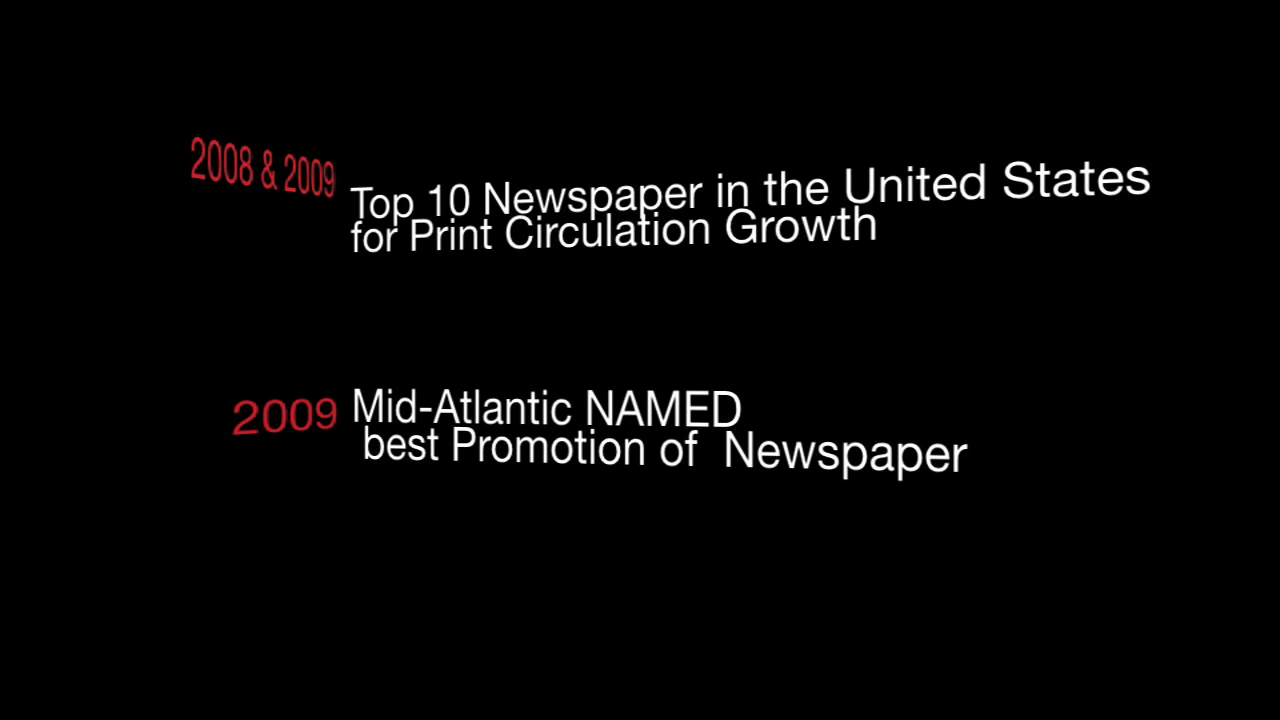 2008 & 2009
Top 10 Newspaper in the United States
for Print Circulation Growth
2009
Mid-Atlantic NAMED
best Promotion of Newspaper